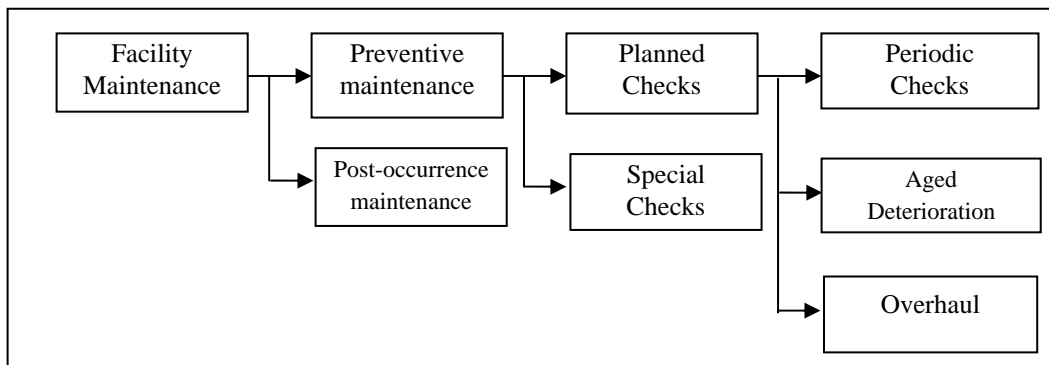 Facility
Maintenance
Preventive
maintenance
Planned
Checks
Periodic
Checks
Post-occurrence
maintenance
Special
Checks
Aged
Deterioration
Overhaul